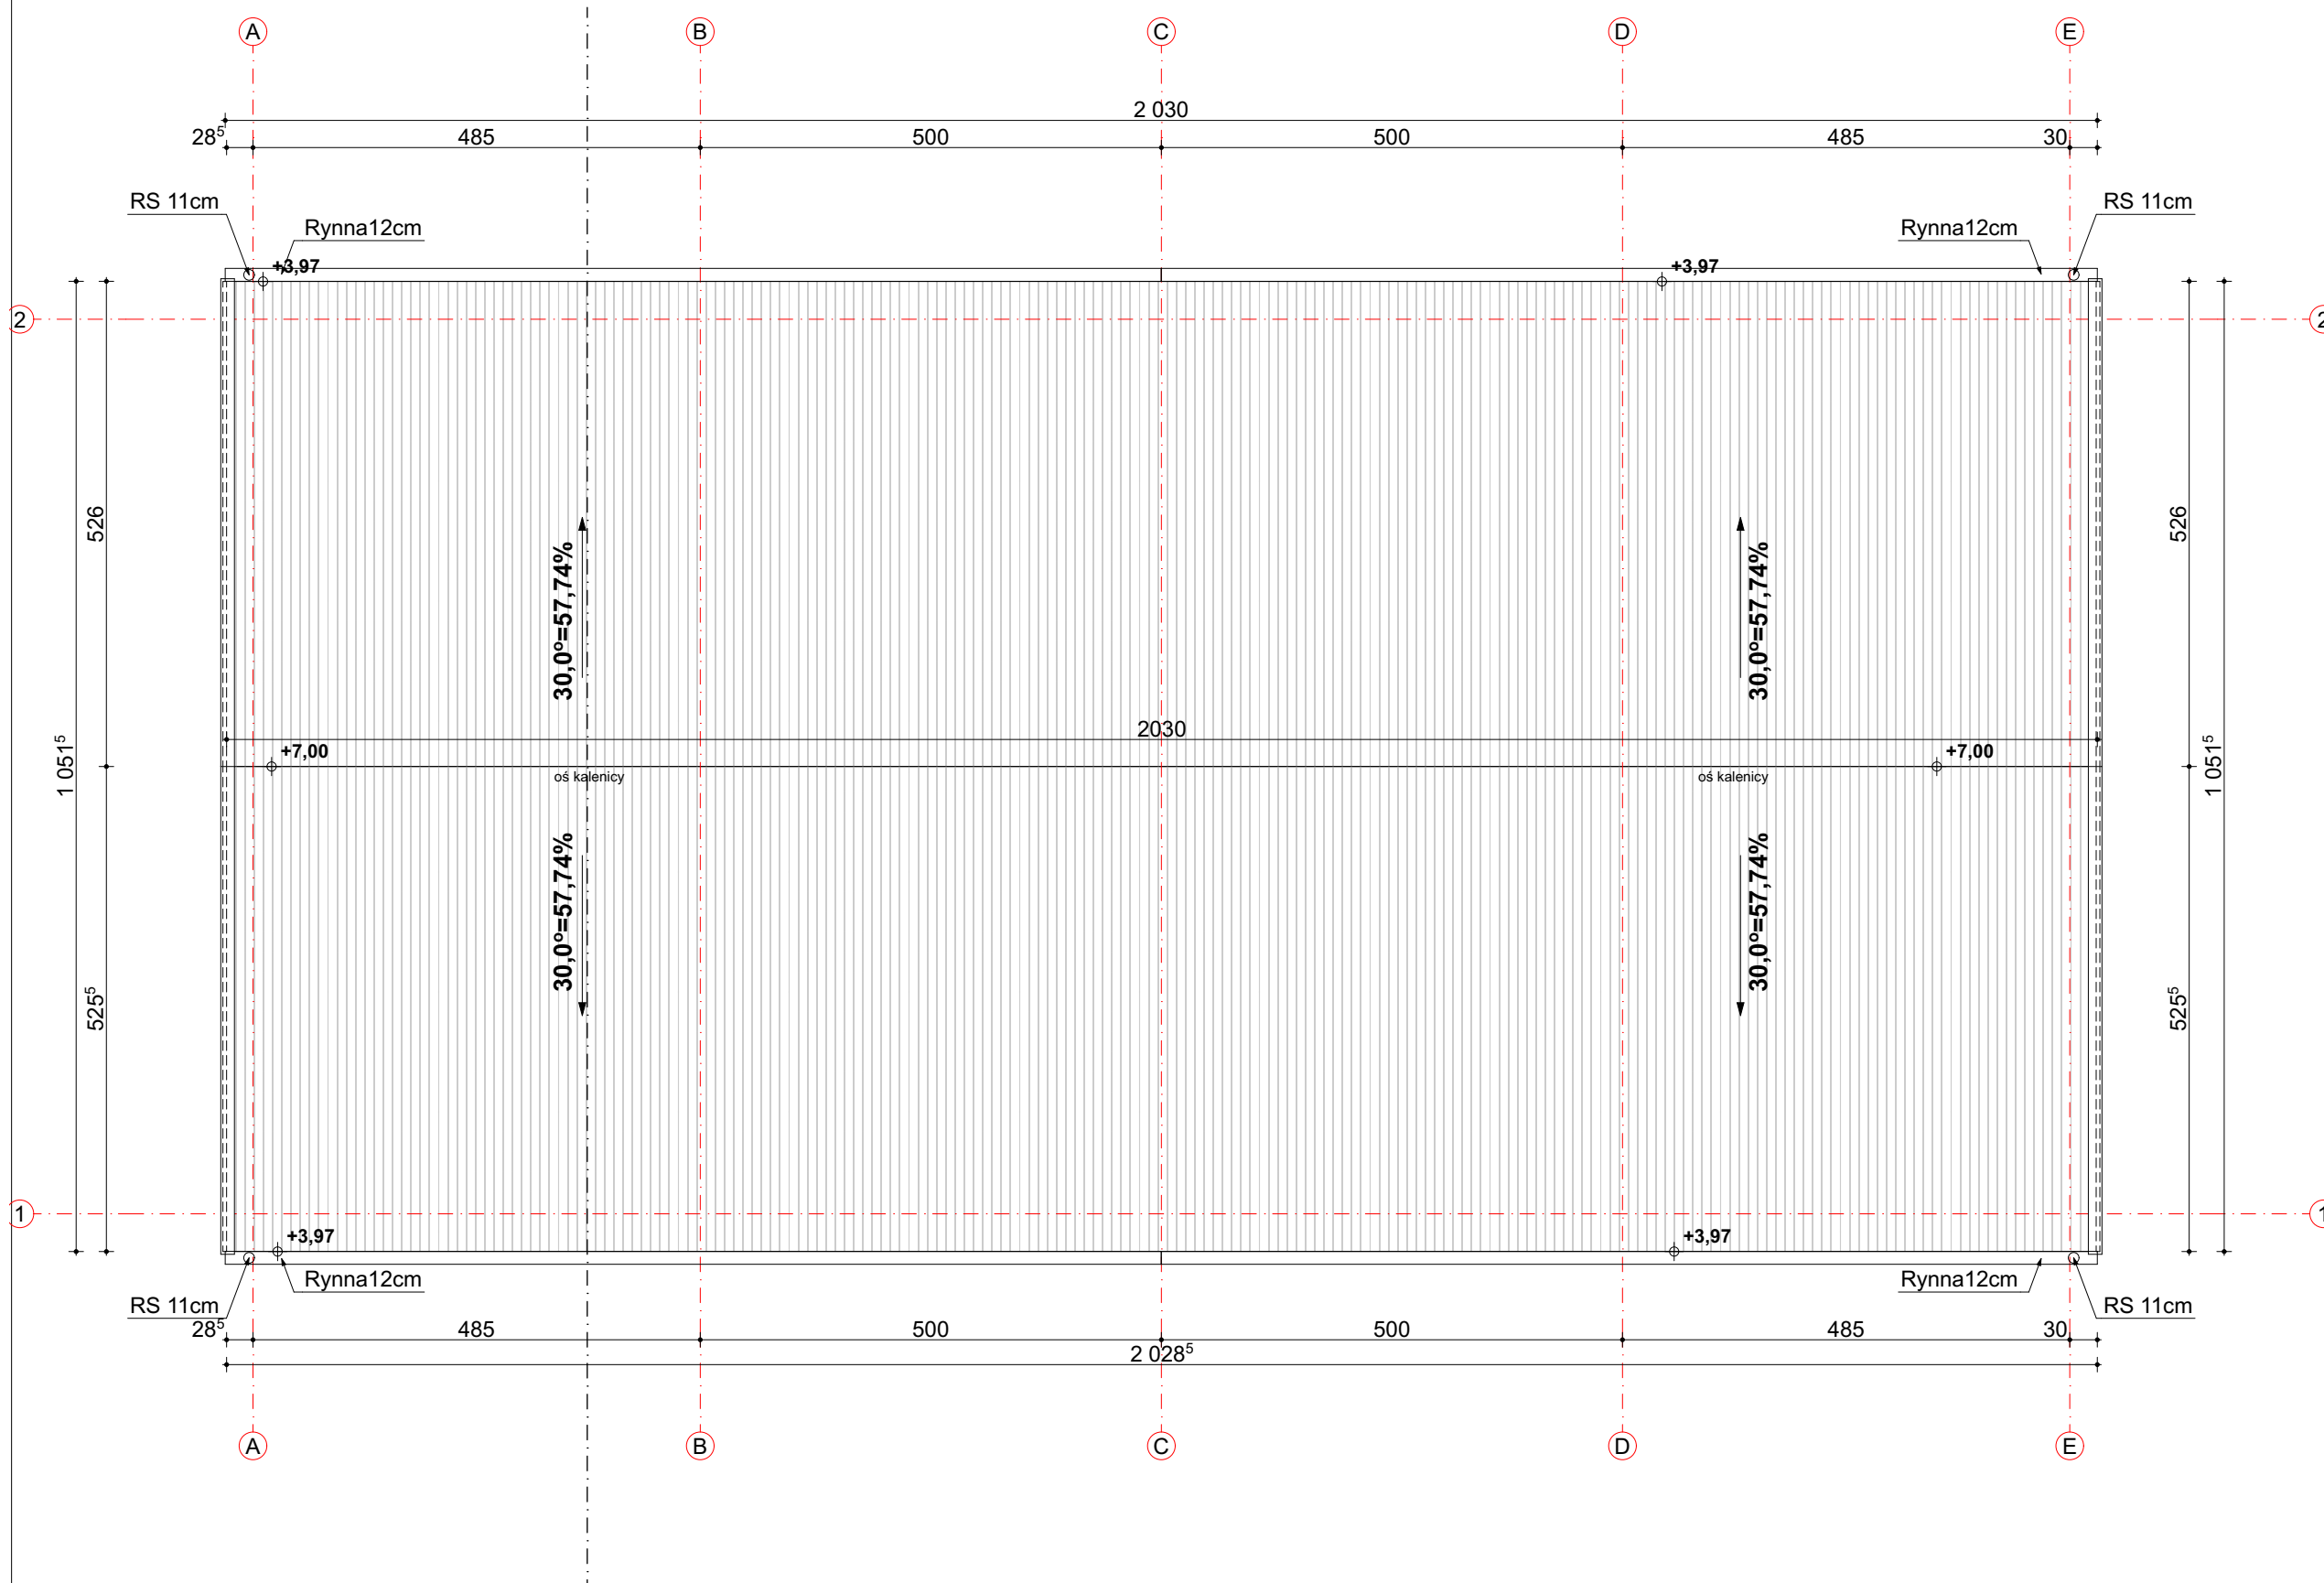 A B C D E
2 030
28⁵ 485 500 500 485 30
RS 11cm RS 11cm
Rynna12cm Rynna12cm
+3,97 +3,97
2 2
526 526
30,0°=57,74% 30,0°=57,74%
2030
1 051⁵ 1 051⁵
+7,00 +7,00
oś kalenicy oś kalenicy
30,0°=57,74% 30,0°=57,74%
525⁵ 525⁵
1 1
+3,97 +3,97
Rynna12cm Rynna12cm
RS 11cm RS 11cm
28⁵ 485 500 500 485 30
2 028⁵
A B C D E